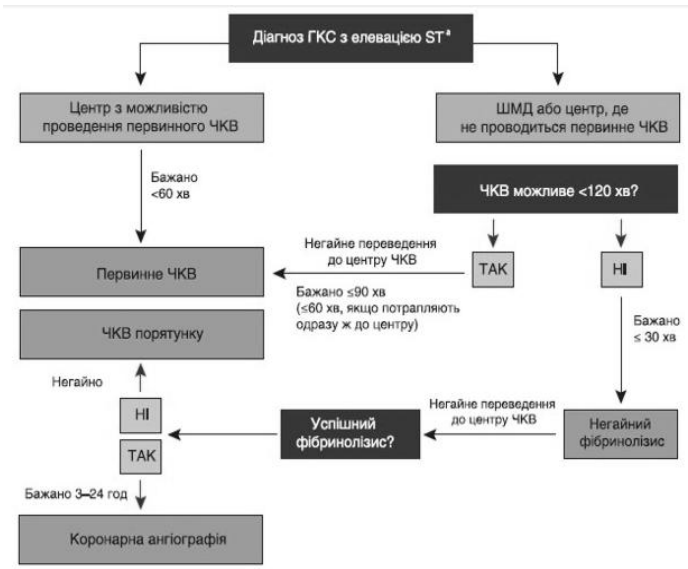 Діагноз ГКС з елевацією STª
Центр з можливістю
проведення первинного ЧКВ
ШМД або центр, де
не проводиться первинне ЧКВ
Бажано
<60 хв
ЧКВ можливе <120 хв?
Негайне переведення
до центру ЧКВ
ТАК
НІ
Первинне ЧКВ
Бажано ≤90 хв
(≤60 хв, якщо потрапляють
одразу ж до центру)
Бажано
≤ 30 хв
ЧКВ порятунку
Негайно
НІ
ТАК
Успішний
фібринолізис?
Негайне переведення
до центру ЧКВ
Негайний
фібринолізис
Бажано 3–24 год
Коронарна ангіографія